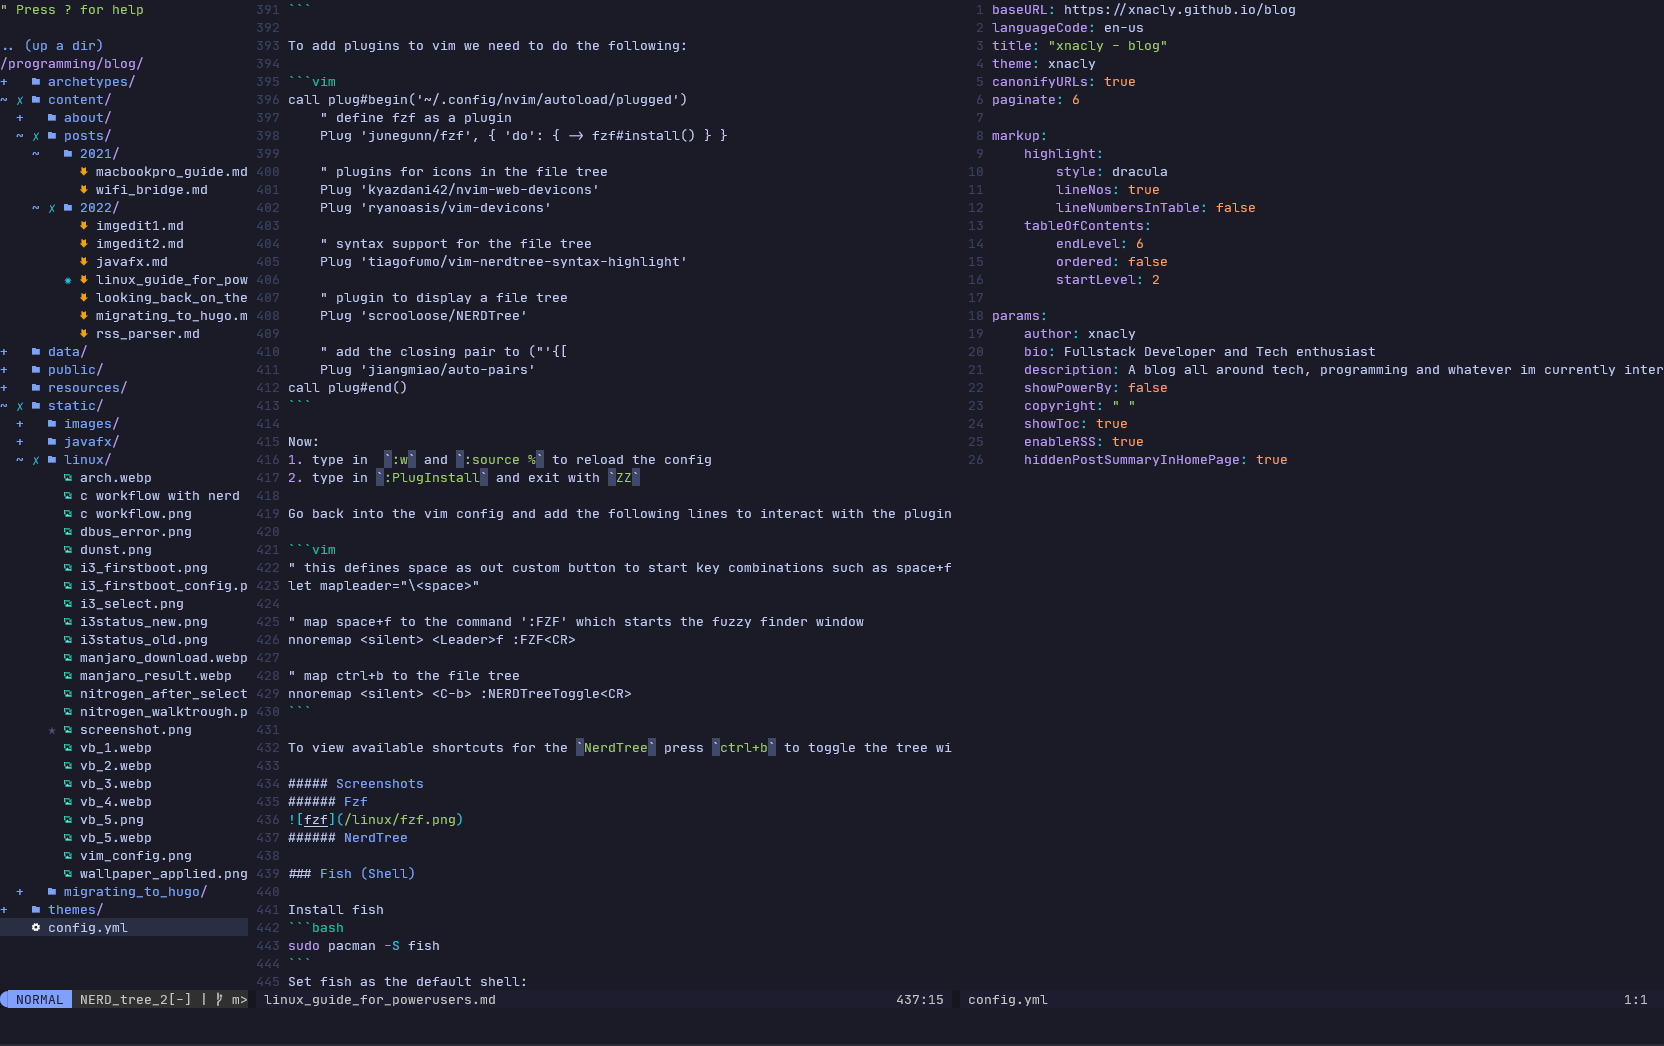 " Press ? for help
.. (up a dir)
/programming/blog/
+ archetypes/
~ ✗ content/
+ about/
~ ✗ posts/
~ 2021/
macbookpro_guide.md
wifi_bridge.md
~ ✗ 2022/
imgedit1.md
imgedit2.md
javafx.md
linux_guide_for_pow
looking_back_on_the
migrating_to_hugo.m
rss_parser.md
+ data/
+ public/
+ resources/
~ ✗ static/
+ images/
+ javafx/
~ ✗ linux/
arch.webp
c workflow with nerd
c workflow.png
dbus_error.png
dunst.png
i3_firstboot.png
i3_firstboot_config.p
i3_select.png
i3status_new.png
i3status_old.png
manjaro_download.webp
manjaro_result.webp
nitrogen_after_select
nitrogen_walktrough.p
screenshot.png
vb_1.webp
vb_2.webp
vb_3.webp
vb_4.webp
vb_5.png
vb_5.webp
vim_config.png
wallpaper_applied.png
+ migrating_to_hugo/
+ themes/
config.yml
NORMAL NERD_tree_2[-] | m>
391 ```
392
393 To add plugins to vim we need to do the following:
394
395 ```vim
396 call plug#begin('~/.config/nvim/autoload/plugged')
397 " define fzf as a plugin
398 Plug 'junegunn/fzf', { 'do': { -> fzf#install() } }
399
400 " plugins for icons in the file tree
401 Plug 'kyazdani42/nvim-web-devicons'
402 Plug 'ryanoasis/vim-devicons'
403
404 " syntax support for the file tree
405 Plug 'tiagofumo/vim-nerdtree-syntax-highlight'
406
407 " plugin to display a file tree
408 Plug 'scrooloose/NERDTree'
409
410 " add the closing pair to ("'{[
411 Plug 'jiangmiao/auto-pairs'
412 call plug#end()
413 ```
414
415 Now:
416 1. type in  `:w` and `:source %` to reload the config
417 2. type in `:PlugInstall` and exit with `ZZ`
418
419 Go back into the vim config and add the following lines to interact with the plugin
420
421 ```vim
422 " this defines space as out custom button to start key combinations such as space+f
423 let mapleader="\<space>"
424
425 " map space+f to the command ':FZF' which starts the fuzzy finder window
426 nnoremap <silent> <Leader>f :FZF<CR>
427
428 " map ctrl+b to the file tree
429 nnoremap <silent> <C-b> :NERDTreeToggle<CR>
430 ```
431
432 To view available shortcuts for the `NerdTree` press `ctrl+b` to toggle the tree wi
433
434 ##### Screenshots
435 ###### Fzf
436 ![fzf](/linux/fzf.png)
437 ###### NerdTree
438
439 ### Fish (Shell)
440
441 Install fish
442 ```bash
443 sudo pacman -S fish
444 ```
445 Set fish as the default shell:
linux_guide_for_powerusers.md 437:15
1 baseURL: https://xnacly.github.io/blog
2 languageCode: en-us
3 title: "xnacly - blog"
4 theme: xnacly
5 canonifyURLs: true
6 paginate: 6
7
8 markup:
9 highlight:
10 style: dracula
11 lineNos: true
12 lineNumbersInTable: false
13 tableOfContents:
14 endLevel: 6
15 ordered: false
16 startLevel: 2
17
18 params:
19 author: xnacly
20 bio: Fullstack Developer and Tech enthusiast
21 description: A blog all around tech, programming and whatever im currently inter
22 showPowerBy: false
23 copyright: " "
24 showToc: true
25 enableRSS: true
26 hiddenPostSummaryInHomePage: true
config.yml 1:1